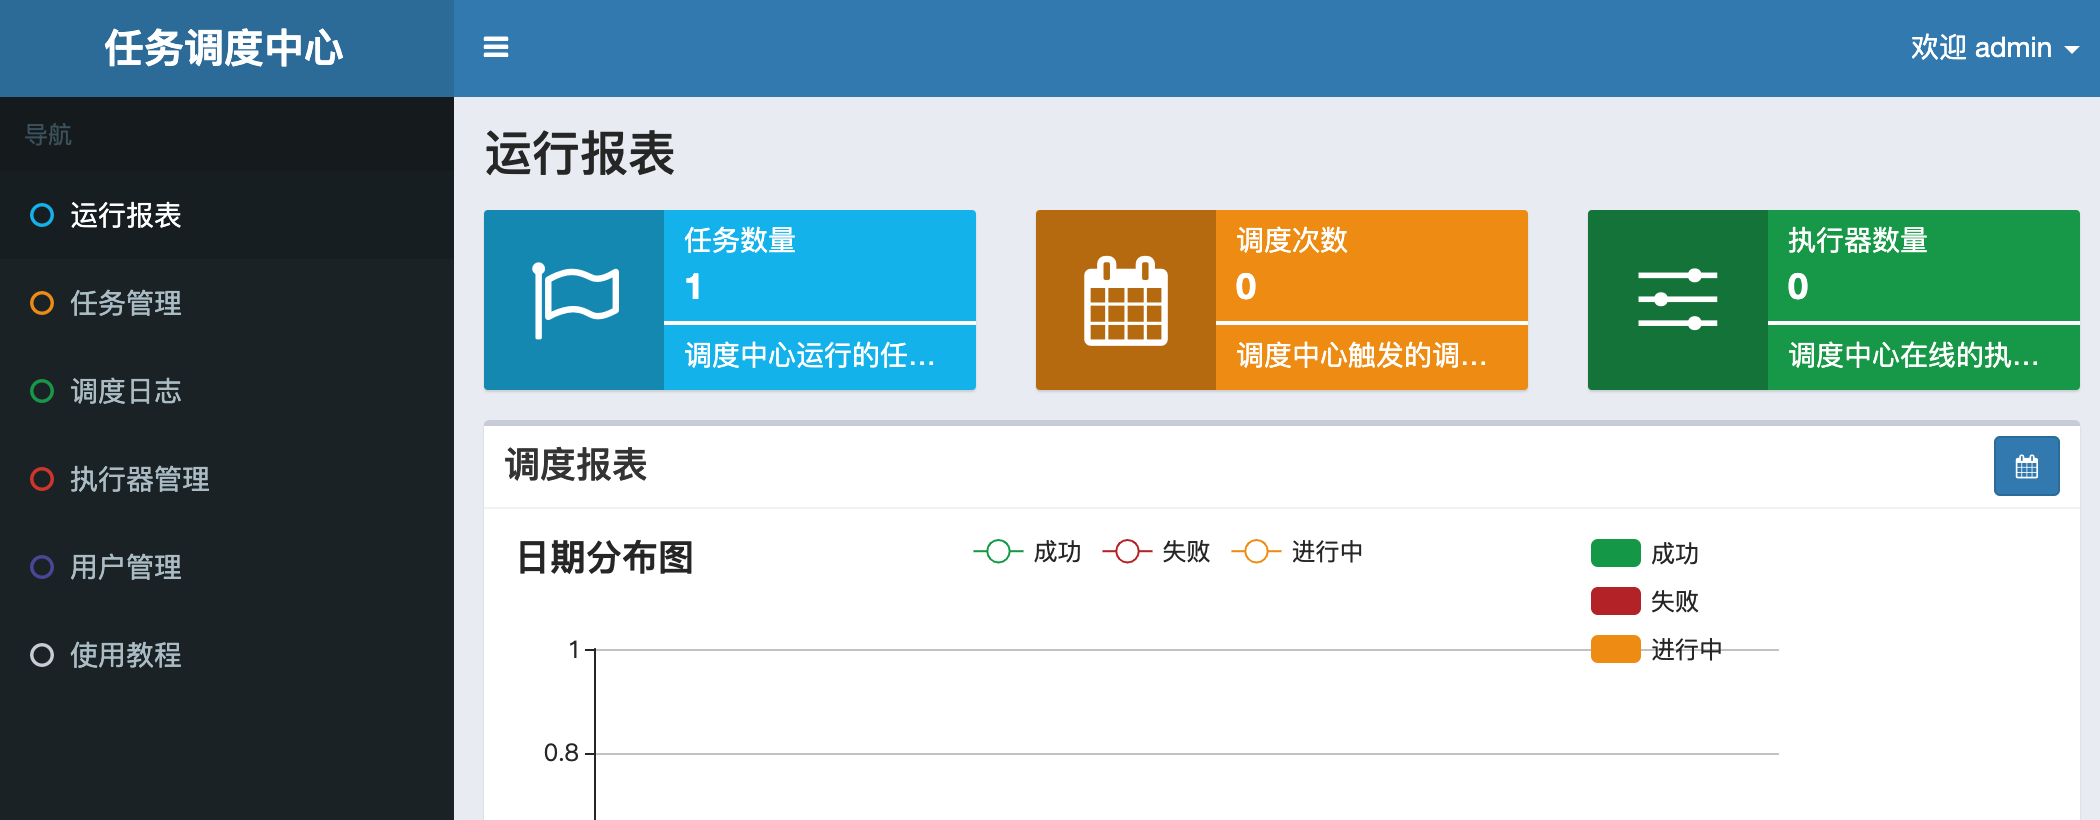 任务调度中心
欢迎 admin
导航
运行报表
任务管理
调度日志
执行器管理
用户管理
使用教程
运行报表
任务数量
1
调度中心运行的任...
调度次数
0
调度中心触发的调...
执行器数量
0
调度中心在线的执...
调度报表
日期分布图
成功 失败 进行中
成功
失败
进行中
1
0.8